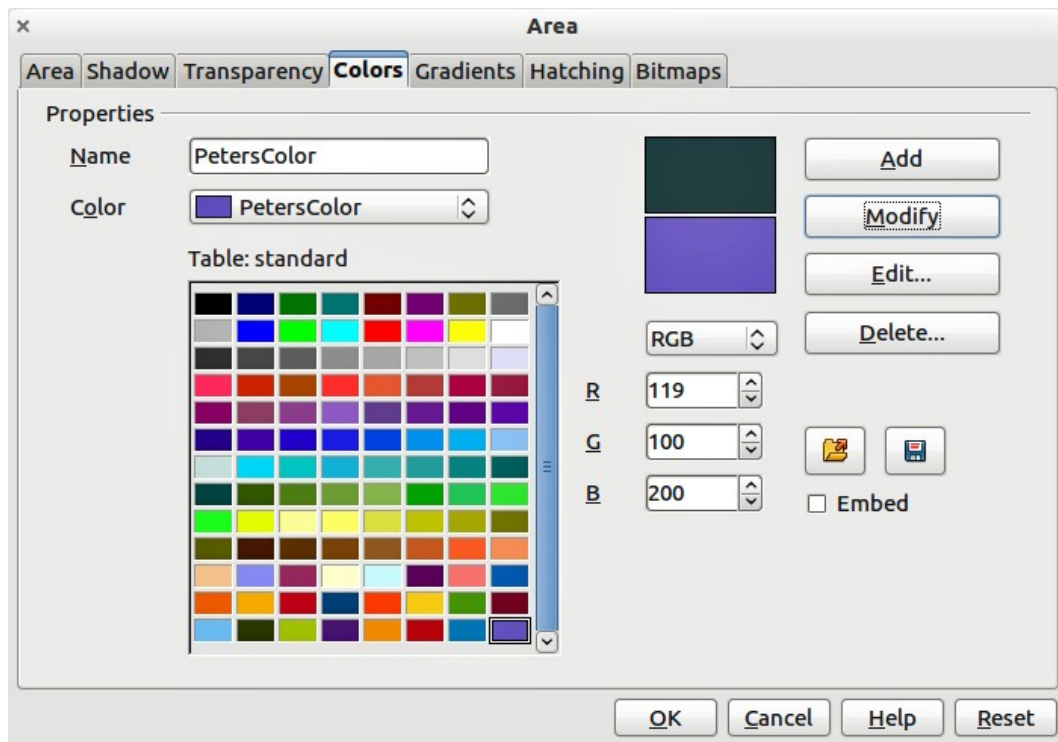 Area
Area Shadow Transparency Colors Gradients Hatching Bitmaps
Properties
Name PetersColor Add
Color PetersColor Modify
Table: standard Edit...
RGB Delete...
R 119
G 100
B 200 Embed
OK Cancel Help Reset